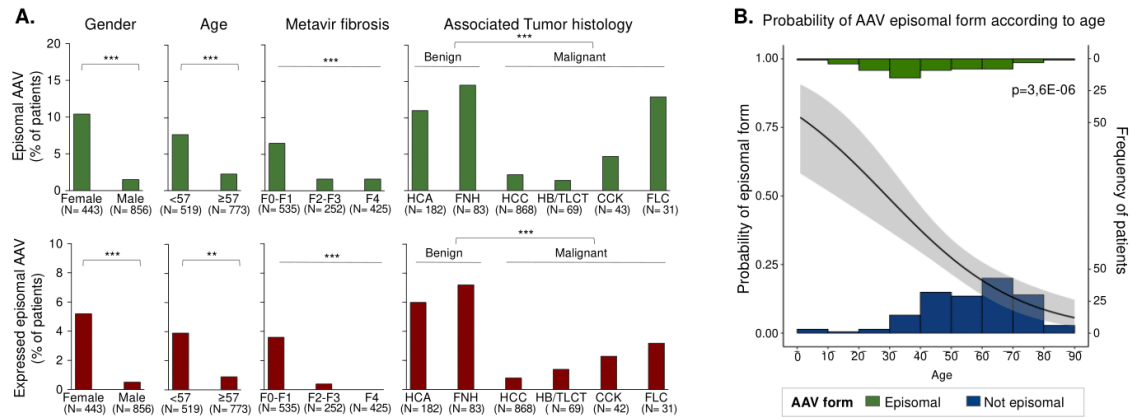 A.
Gender
Age
Metavir fibrosis
Associated Tumor histology
Episomal AAV
(% of patients)
20
15
10
5
0
***
***
***
***
Benign
Malignant
Female
(N= 443)
Male
(N= 856)
<57
(N= 519)
≥57
(N= 773)
F0-F1
(N= 535)
F2-F3
(N= 252)
F4
(N= 425)
HCA
(N= 182)
FNH
(N= 83)
HCC
(N= 868)
HB/TLCT
(N= 69)
CCK
(N= 43)
FLC
(N= 31)
Expressed episomal AAV
(% of patients)
10
8
6
4
2
0
***
**
***
***
Benign
Malignant
Female
(N= 443)
Male
(N= 856)
<57
(N= 519)
≥57
(N= 773)
F0-F1
(N= 535)
F2-F3
(N= 252)
F4
(N= 425)
HCA
(N= 182)
FNH
(N= 83)
HCC
(N= 868)
HB/TLCT
( N= 69)
CCK
(N= 42)
FLC
(N= 31)
B.
Probability of AAV episomal form according to age
Probability of episomal form
1.00
0.75
0.50
0.25
0.00
p=3,6E-06
0
25
50
50
25
0
Frequency of patients
0 10 20 30 40 50 60 70 80 90
Age
AAV form Episomal Not episomal